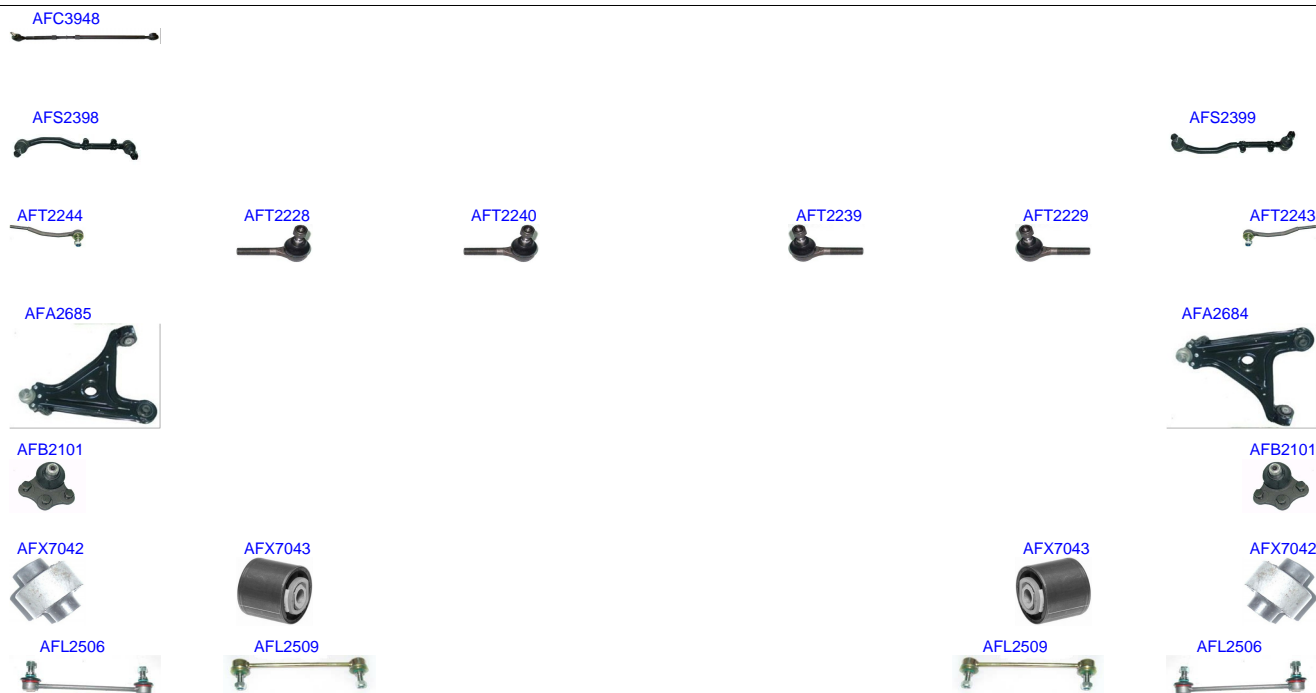 AFC3948
AFS2398 AFS2399
AFT2244 AFT2228 AFT2240 AFT2239 AFT2229 AFT2243
AFA2685 AFA2684
AFB2101 AFB2101
AFX7042 AFX7043 AFX7043 AFX7042
AFL2506 AFL2509 AFL2509 AFL2506